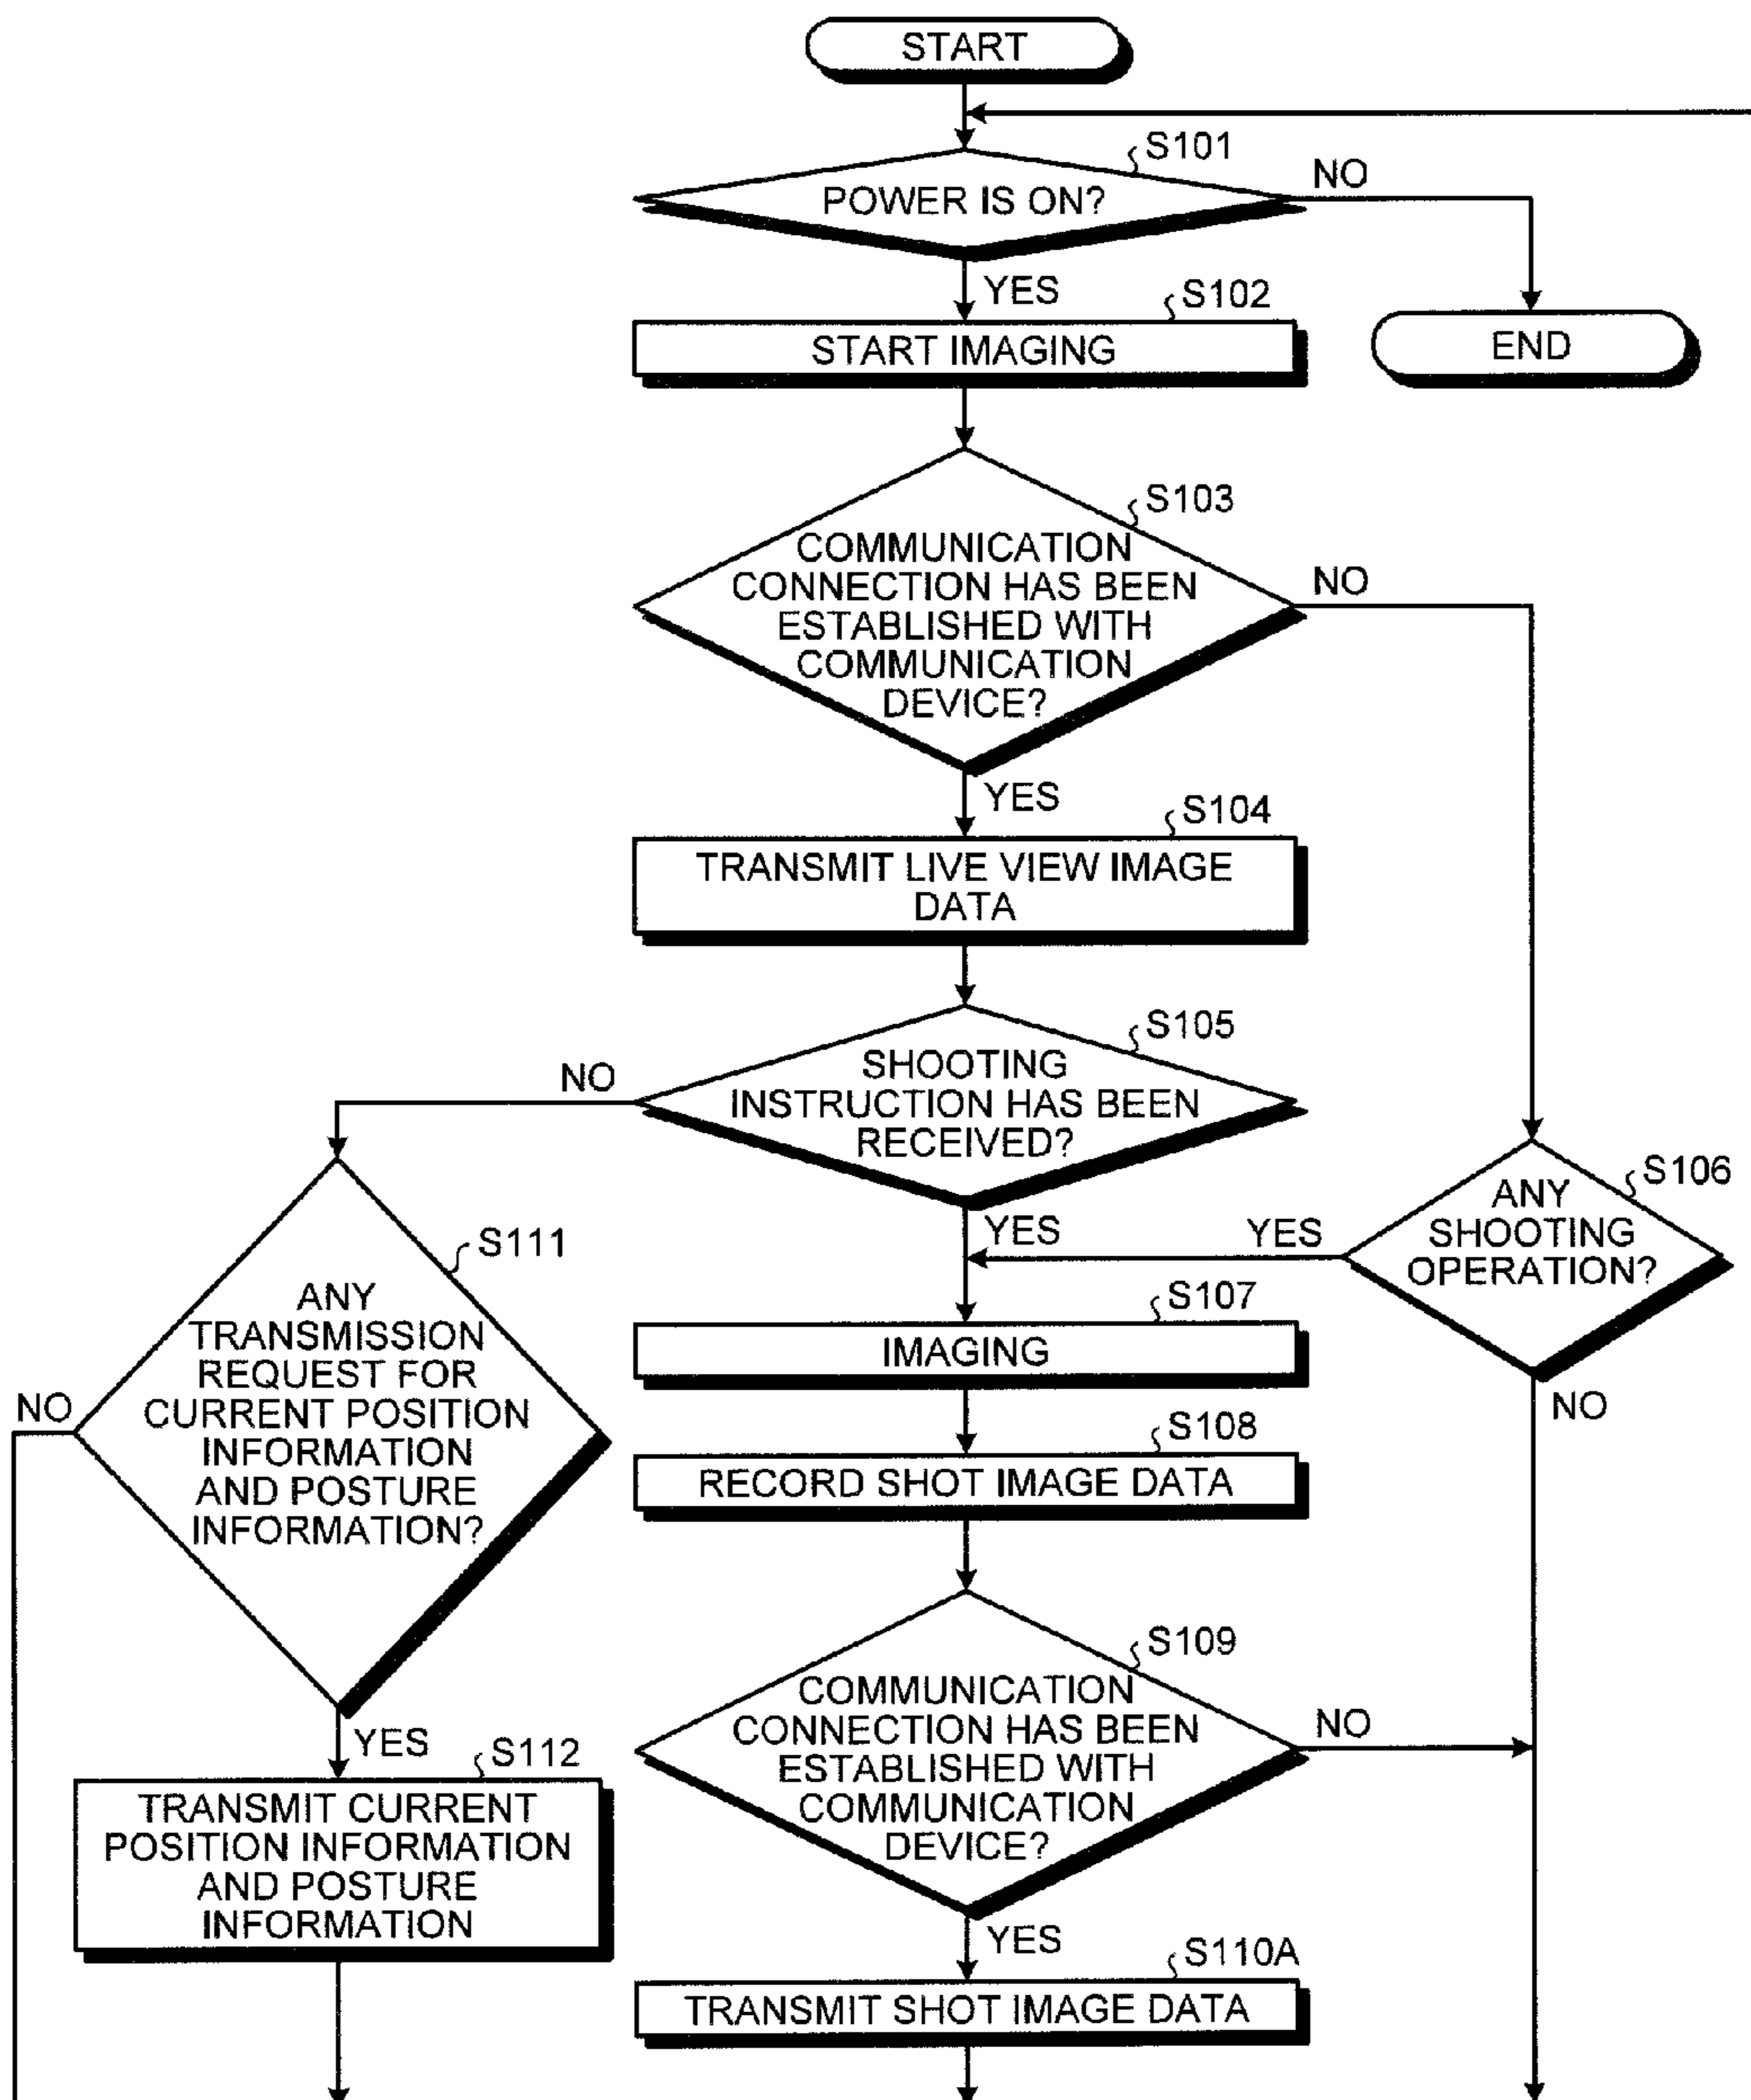 START
S101
POWER IS ON?
NO
YES
S102
START IMAGING
END
S103
COMMUNICATION
CONNECTION HAS BEEN
ESTABLISHED WITH
COMMUNICATION
DEVICE?
NO
YES
S104
TRANSMIT LIVE VIEW IMAGE
DATA
S105
SHOOTING
INSTRUCTION HAS BEEN
RECEIVED?
NO
YES
S106
ANY
SHOOTING
OPERATION?
YES
NO
S111
ANY
TRANSMISSION
REQUEST FOR
CURRENT POSITION
INFORMATION
AND POSTURE
INFORMATION?
NO
YES
S107
IMAGING
S108
RECORD SHOT IMAGE DATA
S109
COMMUNICATION
CONNECTION HAS BEEN
ESTABLISHED WITH
COMMUNICATION
DEVICE?
NO
YES
S112
TRANSMIT CURRENT
POSITION INFORMATION
AND POSTURE
INFORMATION
S110A
TRANSMIT SHOT IMAGE DATA